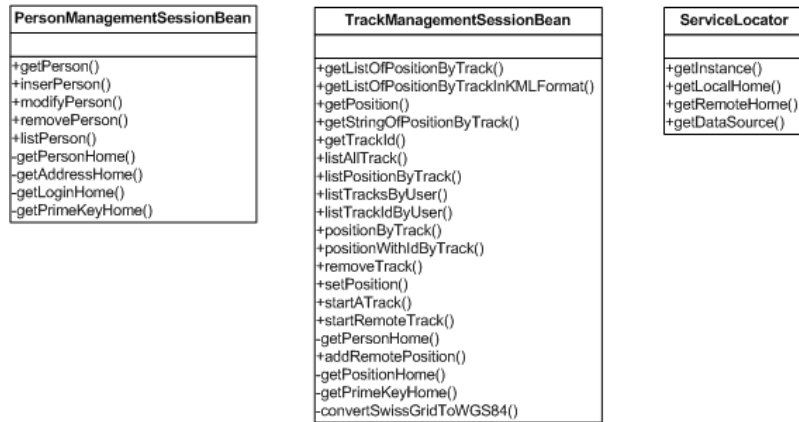 PersonManagementSessionBean
+getPerson()
+inserPerson()
+modifyPerson()
+removePerson()
+listPerson()
-getPersonHome()
-getAddressHome()
-getLoginHome()
-getPrimeKeyHome()
TrackManagementSessionBean
+getListOfPositionByTrack()
+getListOfPositionByTrackInKMLFormat()
+getPosition()
+getStringOfPositionByTrack()
+getTrackId()
+listAllTrack()
+listPositionByTrack()
+listTracksByUser()
+listTrackIdByUser()
+positionByTrack()
+positionWithIdByTrack()
+removeTrack()
+setPosition()
+startATrack()
+startRemoteTrack()
-getPersonHome()
+addRemotePosition()
-getPositionHome()
-getPrimeKeyHome()
-convertSwissGridToWGS84()
ServiceLocator
+getInstance()
+getLocalHome()
+getRemoteHome()
+getDataSource()